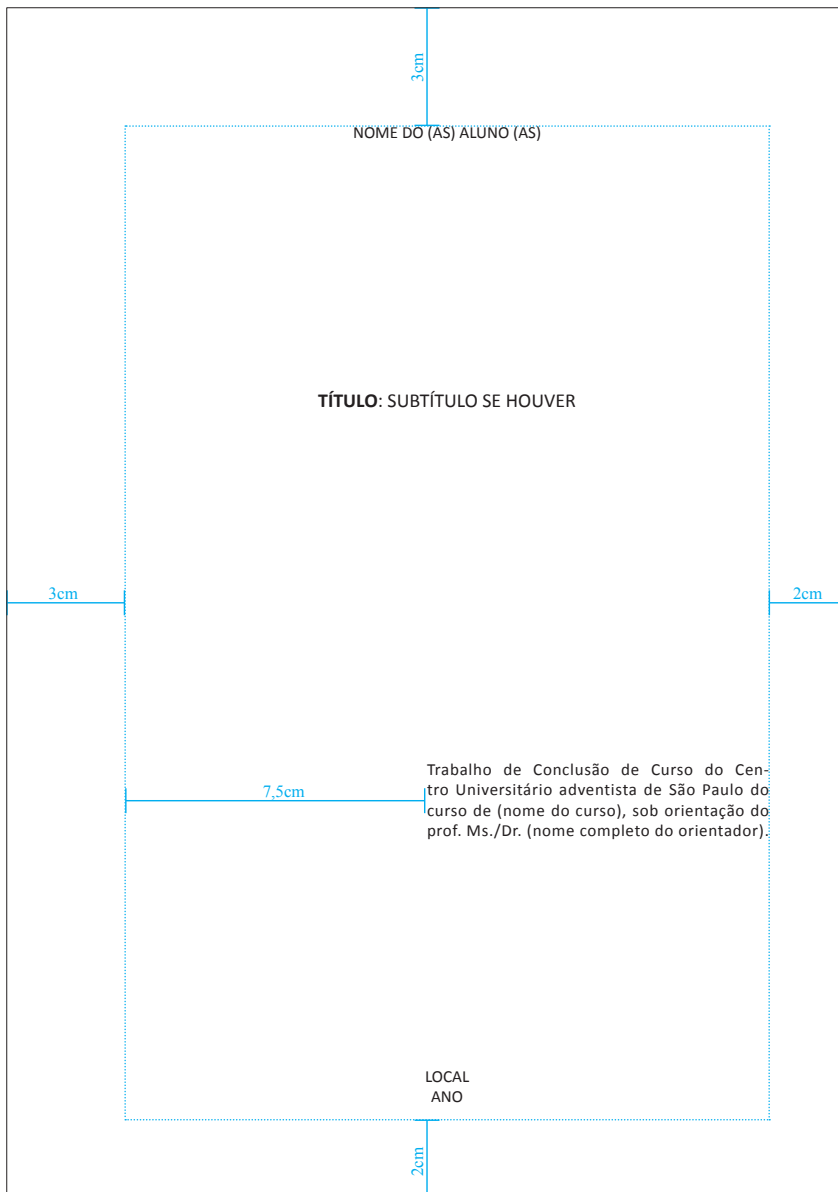 3cm
NOME DO (AS) ALUNO (AS)
TÍTULO: SUBTÍTULO SE HOUVER
3cm
2cm
Trabalho de Conclusão de Curso do Cen-
tro Universitário adventista de São Paulo do
curso de (nome do curso), sob orientação do
prof. Ms./Dr. (nome completo do orientador).
7,5cm
LOCAL
ANO
2cm